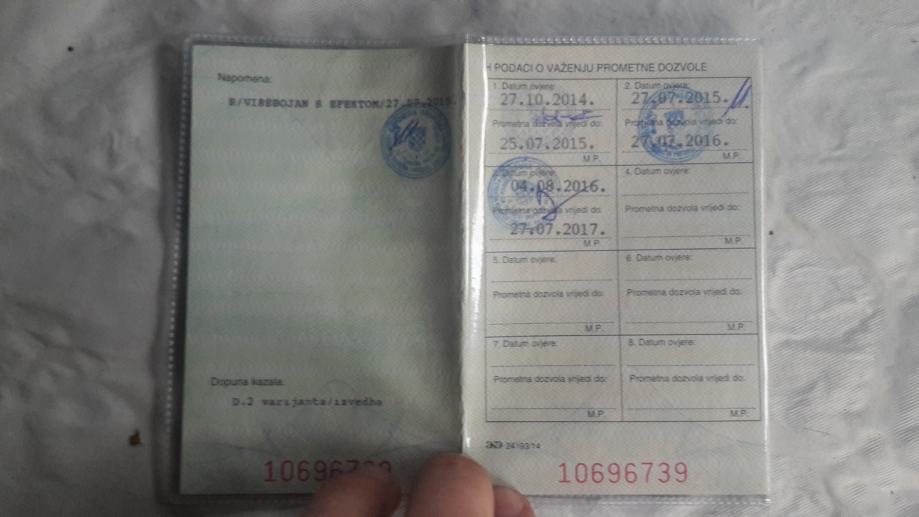 Napomena:
R/VIŠEBOJAN S EFEKTOM/27.07.2015.
Dopuna kazala:
D.2 varijanta/izvedba
10696739
H PODACI O VAŽENJU PROMETNE DOZVOLE
1. Datum ovjere:
27.10.2014.
Prometna dozvola vrijedi do:
25.07.2015.
M.P.
2. Datum ovjere:
27.07.2015.
Prometna dozvola vrijedi do:
27.07.2016.
M.P.
3. Datum ovjere:
04.08.2016.
Prometna dozvola vrijedi do:
27.07.2017.
M.P.
4. Datum ovjere:
Prometna dozvola vrijedi do:
M.P.
5. Datum ovjere:
Prometna dozvola vrijedi do:
M.P.
6. Datum ovjere:
Prometna dozvola vrijedi do:
M.P.
7. Datum ovjere:
Prometna dozvola vrijedi do:
M.P.
8. Datum ovjere:
Prometna dozvola vrijedi do:
M.P.
24193/14
10696739